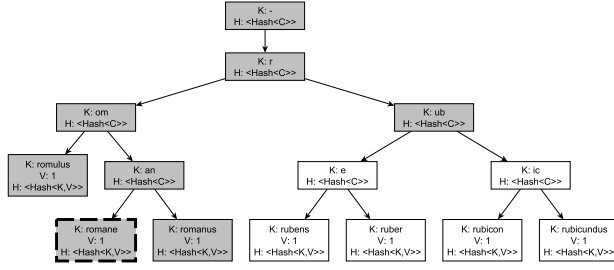 K: -
H: <Hash<C>>
K: r
H: <Hash<C>>
K: om
H: <Hash<C>>
K: ub
H: <Hash<C>>
K: romulus
V: 1
H: <Hash<K,V>>
K: an
H: <Hash<C>>
K: e
H: <Hash<C>>
K: ic
H: <Hash<C>>
K: romane
V: 1
H: <Hash<K,V>>
K: romanus
V: 1
H: <Hash<K,V>>
K: rubens
V: 1
H: <Hash<K,V>>
K: ruber
V: 1
H: <Hash<K,V>>
K: rubicon
V: 1
H: <Hash<K,V>>
K: rubicundus
V: 1
H: <Hash<K,V>>